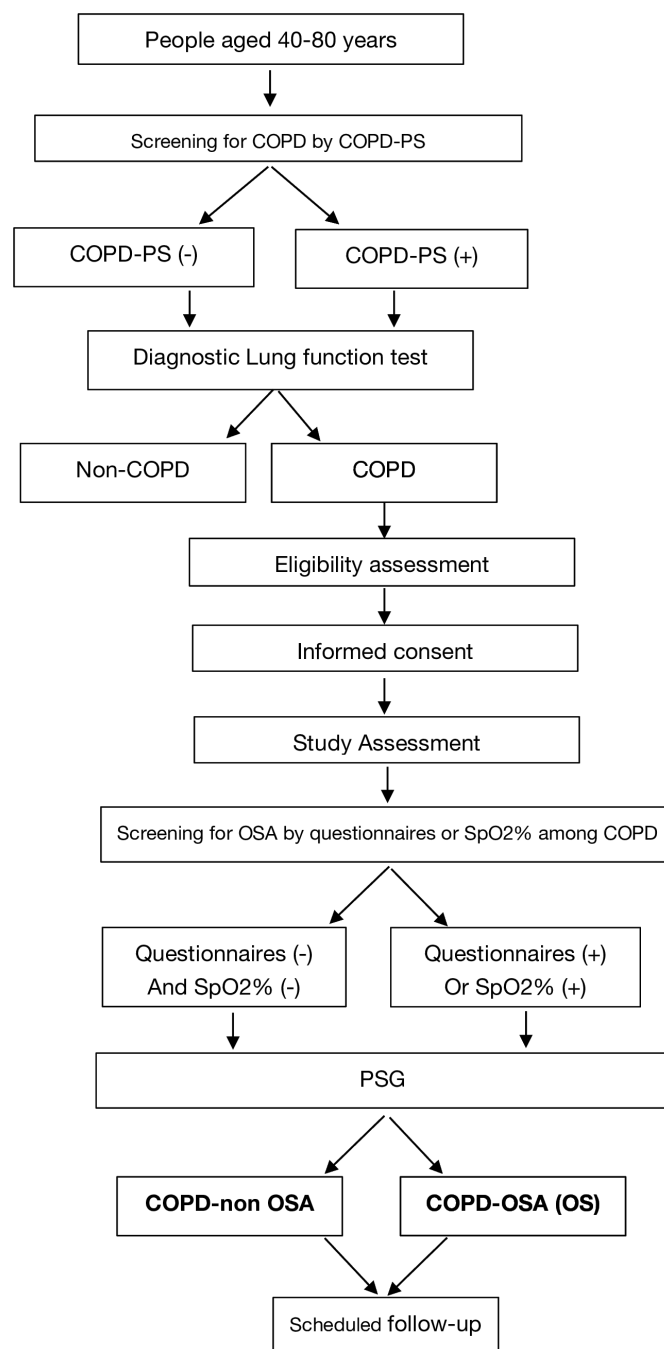 People aged 40-80 years
Screening for COPD by COPD-PS
COPD-PS (-)
COPD-PS (+)
Diagnostic Lung function test
Non-COPD
COPD
Eligibility assessment
Informed consent
Study Assessment
Screening for OSA by questionnaires or SpO2% among COPD
Questionnaires (-)
And SpO2% (-)
Questionnaires (+)
Or SpO2% (+)
PSG
COPD-non OSA
COPD-OSA (OS)
Scheduled follow-up